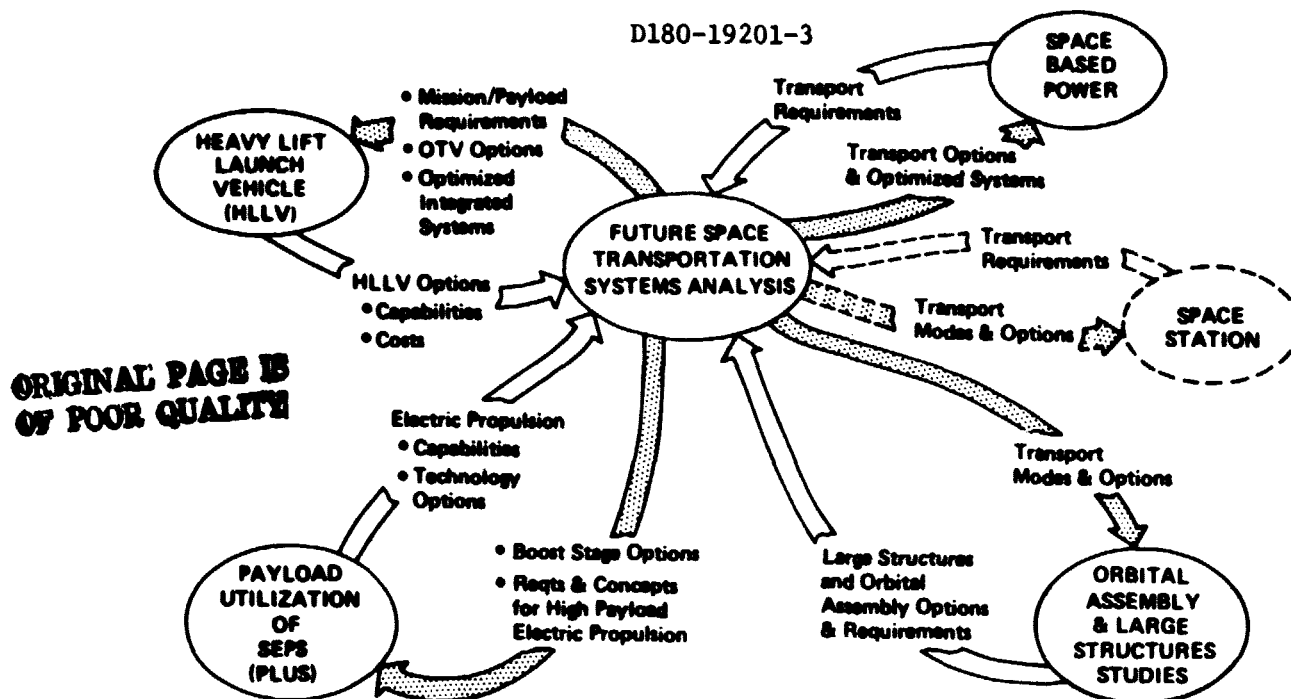 D180-19201-3
SPACE
BASED
POWER
Transport
Requirements
• Mission/Payload
Requirements
• OTV Options
• Optimized
Integrated
Systems
HEAVY LIFT
LAUNCH
VEHICLE
(HLLV)
Transport Options
& Optimized Systems
FUTURE SPACE
TRANSPORTATION
SYSTEMS ANALYSIS
Transport
Requirements
HLLV Options
• Capabilities
• Costs
Transport
Modes & Options
SPACE
STATION
ORIGINAL PAGE IS
OF POOR QUALITY
Electric Propulsion
• Capabilities
• Technology
Options
Transport
Modes & Options
PAYLOAD
UTILIZATION
OF
SEPS
(PLUS)
• Boost Stage Options
• Reqts & Concepts
for High Payload
Electric Propulsion
Large Structures
and Orbital
Assembly Options
& Requirements
ORBITAL
ASSEMBLY
& LARGE
STRUCTURES
STUDIES